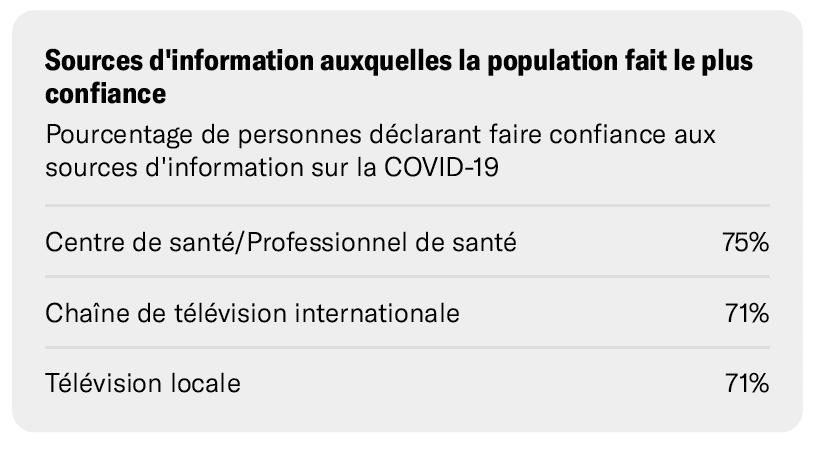 Sources d'information auxquelles la population fait le plus
confiance
Pourcentage de personnes déclarant faire confiance aux
sources d'information sur la COVID-19
Centre de santé/Professionnel de santé 75%
Chaîne de télévision internationale 71%
Télévision locale 71%